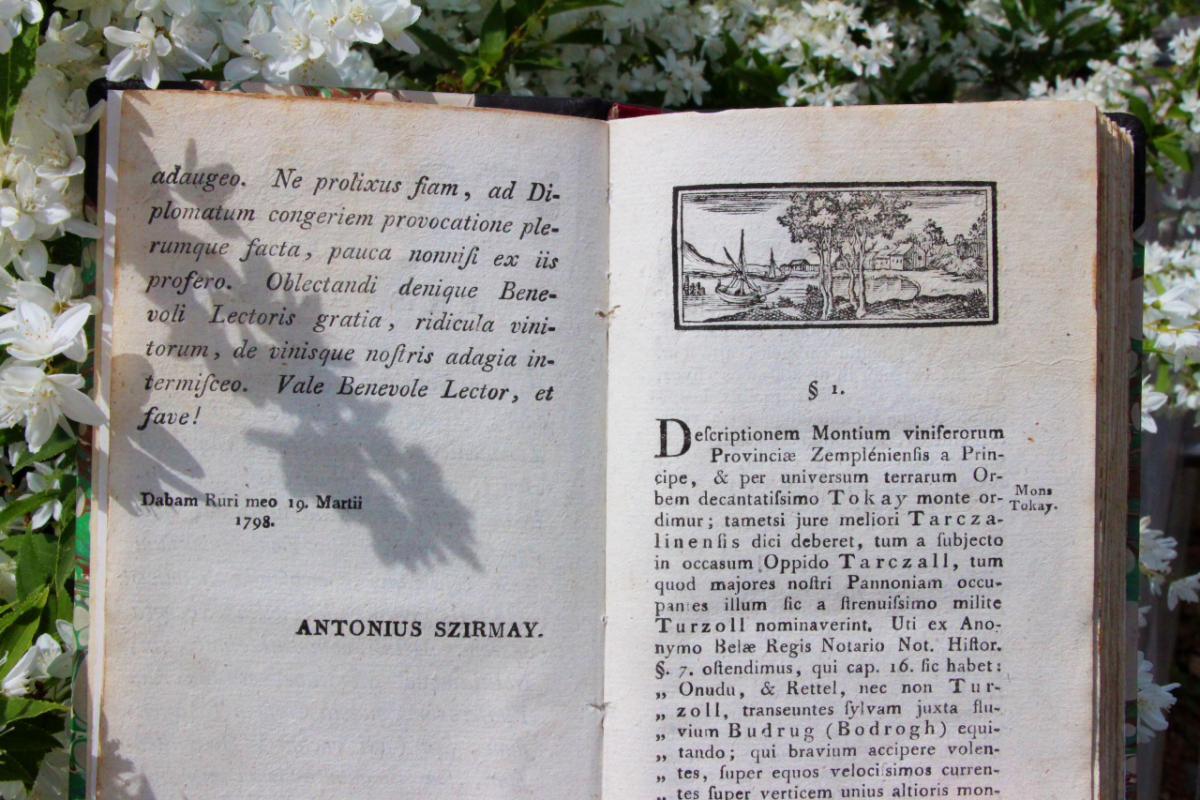 adaugeo. Ne prolixus fiam, ad Di-
plomatum congeriem provocatione ple-
rumque facta, pauca nonniſi ex iis
profero. Oblectandi denique Bene-
voli Lectoris gratia, ridicula vini-
torum, de vinisque noſtris adagia in-
termiſceo. Vale Benevole Lector, et
fave!
Dabam Ruri meo 19. Martii
1798.
ANTONIUS SZIRMAY.
§ 1.
Deſcriptionem Montium viniferorum
Provinciæ Zempléniensis a Prin-
cipe, & per universum terrarum Or-
bem decantatiſsimo Tokay monte or-
dimur; tametsi jure meliori Tarcza-
linenſis dici deberet, tum a ſubjecto
in occasum Oppido Tarczall, tum
quod majores noſtri Pannoniam occu-
pantes illum ſic a ſtrenuiſsimo milite
Turzoll nominaverint. Uti ex Ano-
nymo Belæ Regis Notario Not. Hiſtor.
§. 7. oſtendimus, qui cap. 16. ſic habet:
„ Onudu, & Rettel, nec non Tur-
„ zoll, transeuntes ſylvam juxta flu-
„ vium Budrug (Bodrogh) equi-
„ tando; qui bravium accipere volen-
„ tes, ſuper equos velociſsimos curren-
„ tes ſuper verticem unius altioris mon-
Mons
Tokay.